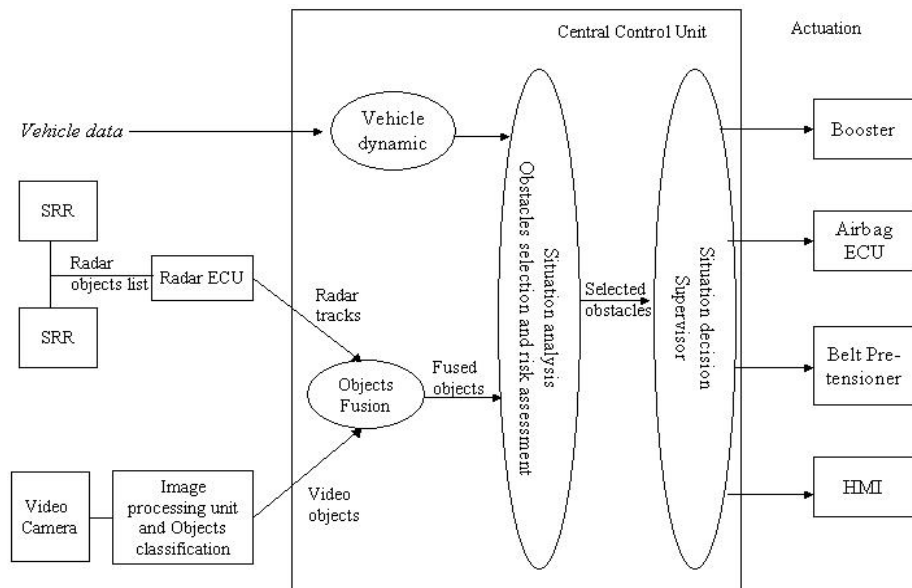 Central Control Unit
Actuation
Vehicle data
Vehicle
dynamic
Booster
SRR
Radar
objects list
Radar ECU
SRR
Radar
tracks
Objects
Fusion
Fused
objects
Situation analysis
Obstacles selection and risk assessment
Selected
obstacles
Situation decision
Supervisor
Airbag
ECU
Belt Pre-
tensioner
HMI
Video
Camera
Image
processing unit
and Objects
classification
Video
objects